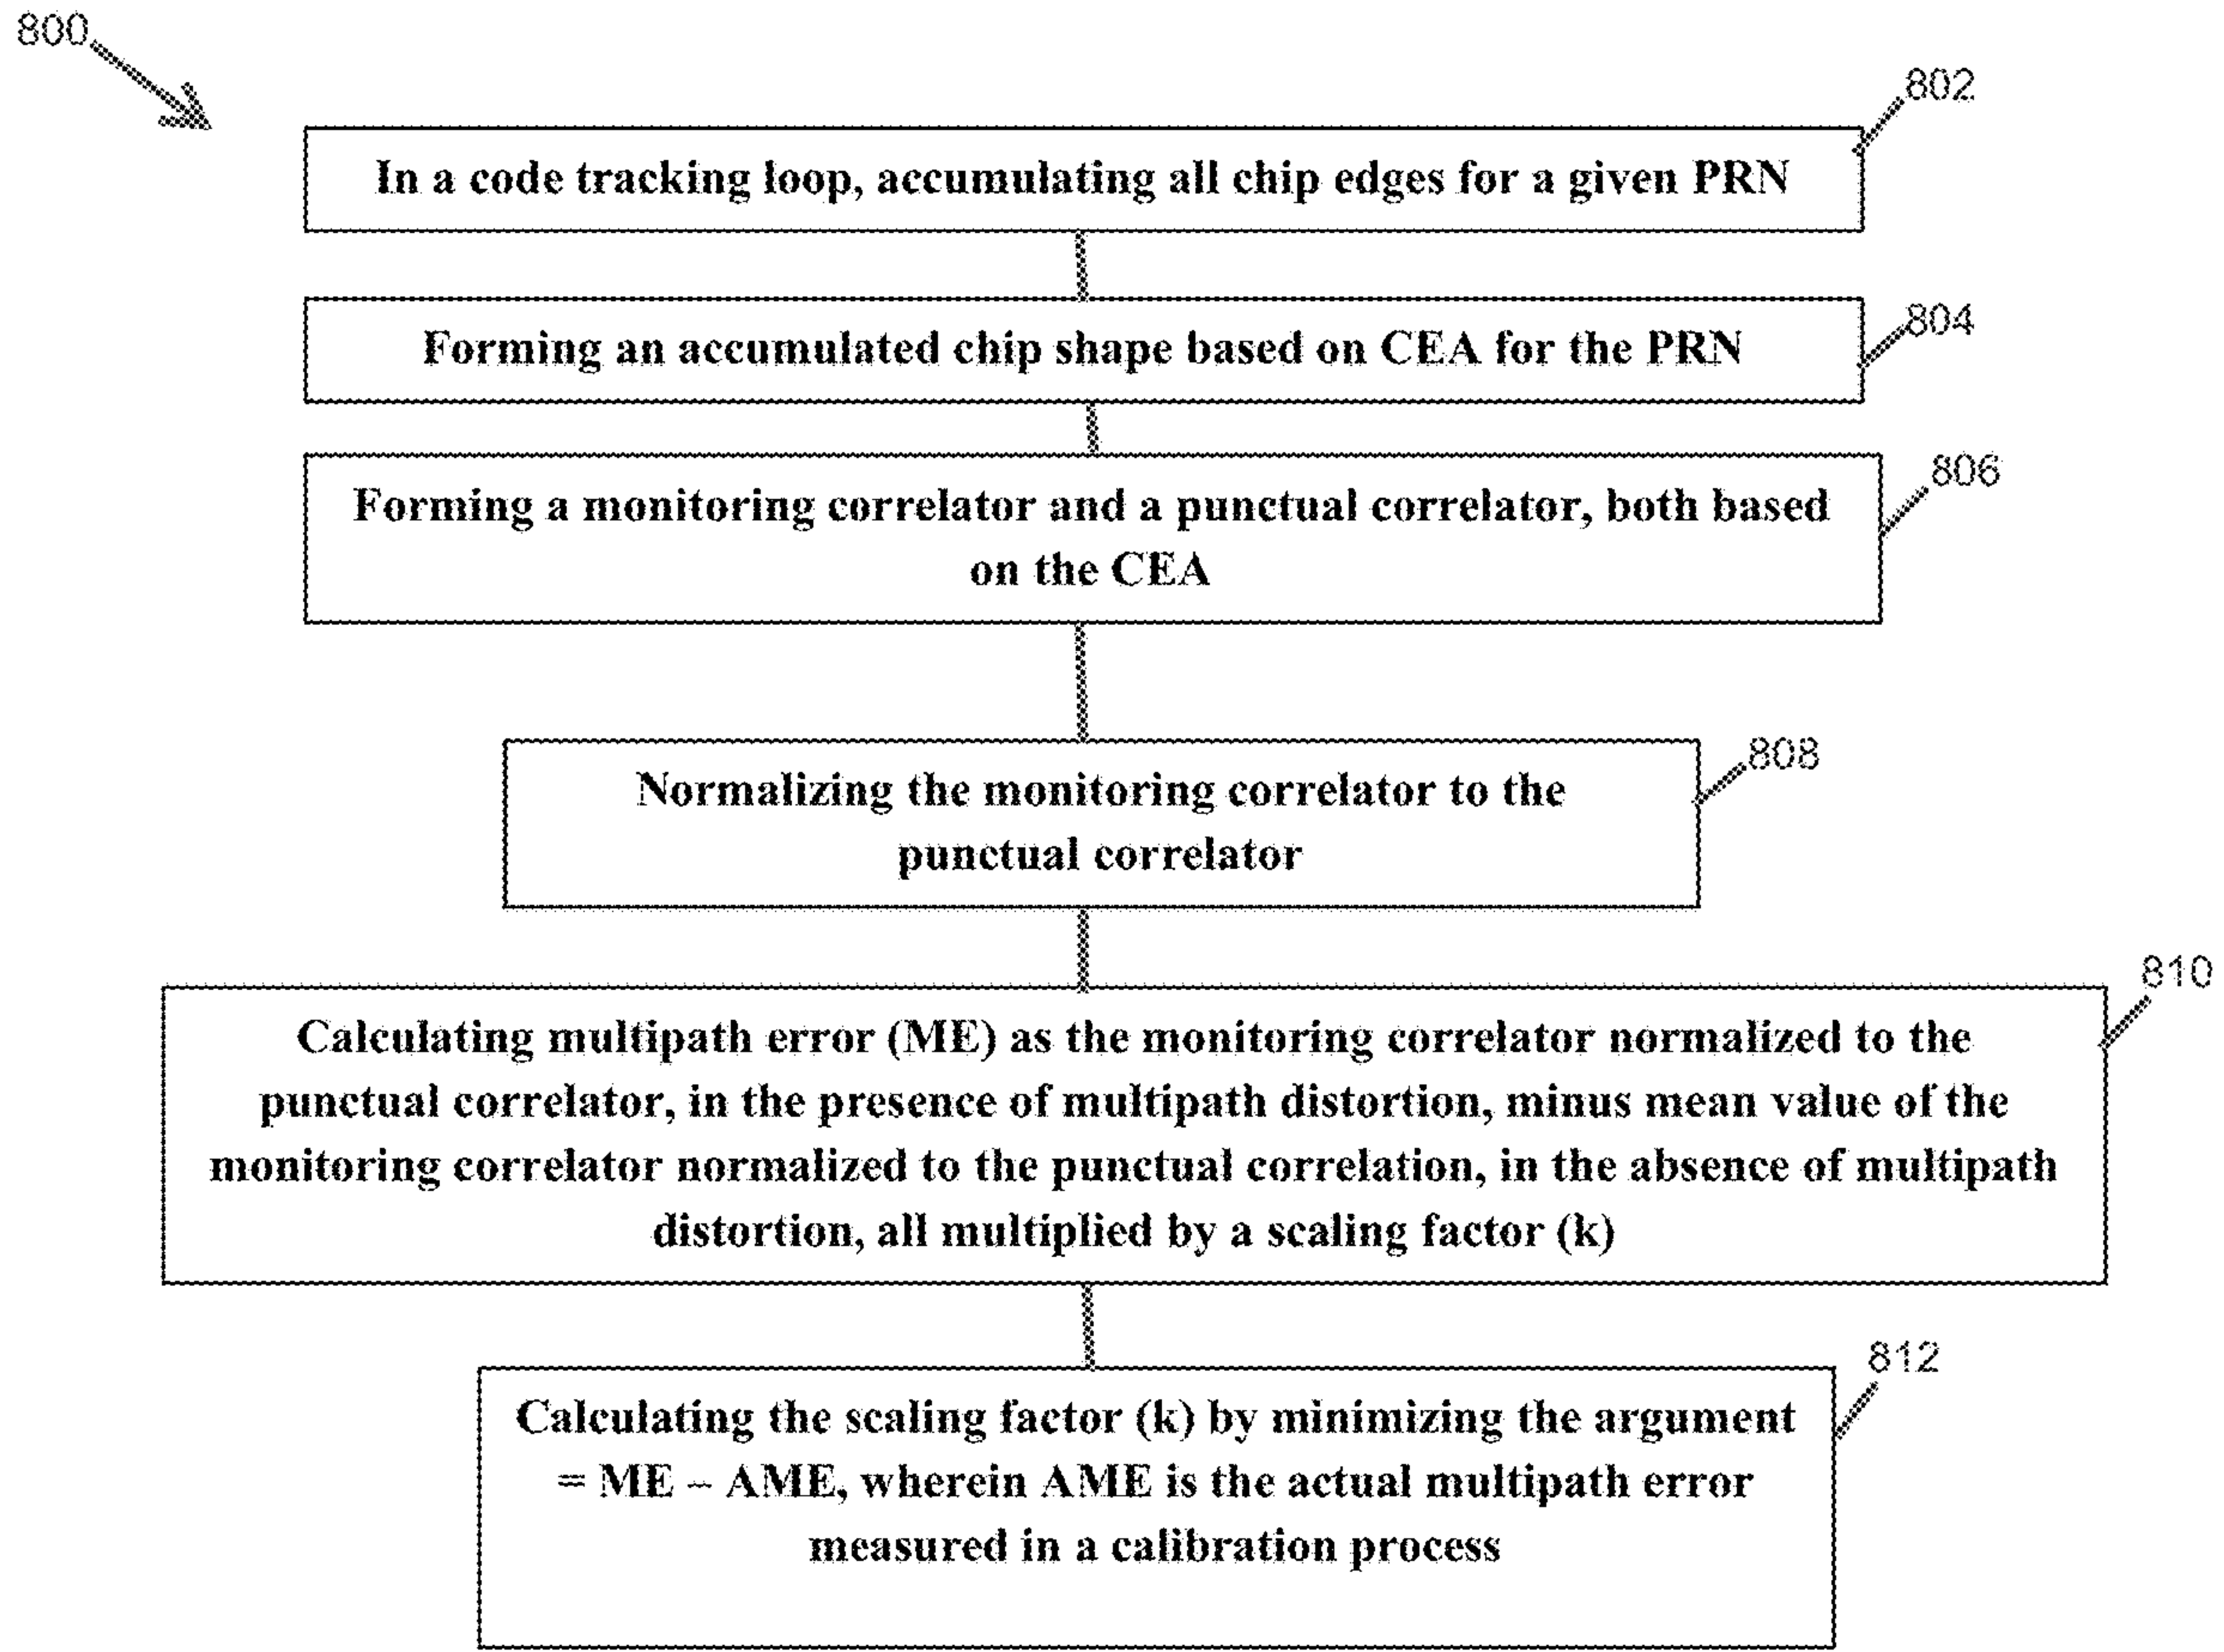 800
802
In a code tracking loop, accumulating all chip edges for a given PRN
804
Forming an accumulated chip shape based on CEA for the PRN
806
Forming a monitoring correlator and a punctual correlator, both based
on the CEA
808
Normalizing the monitoring correlator to the
punctual correlator
810
Calculating multipath error (ME) as the monitoring correlator normalized to the
punctual correlator, in the presence of multipath distortion, minus mean value of the
monitoring correlator normalized to the punctual correlation, in the absence of multipath
distortion, all multiplied by a scaling factor (k)
812
Calculating the scaling factor (k) by minimizing the argument
= ME – AME, wherein AME is the actual multipath error
measured in a calibration process